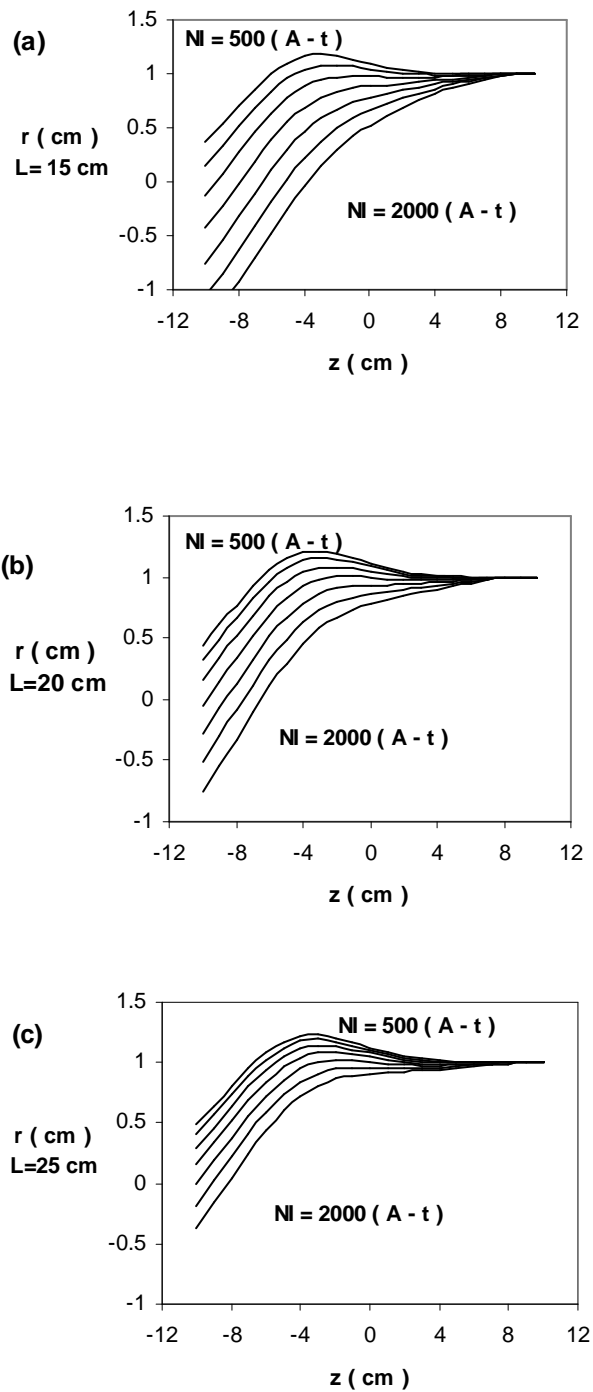 (a)
NI = 500 ( A - t )
1.5
1
0.5
0
-0.5
-1
r ( cm )
L= 15 cm
NI = 2000 ( A - t )
-12 -8 -4 0 4 8 12
z ( cm )
(b)
NI = 500 ( A - t )
1.5
1
0.5
0
-0.5
-1
r ( cm )
L=20 cm
NI = 2000 ( A - t )
-12 -8 -4 0 4 8 12
z ( cm )
(c)
NI = 500 ( A - t )
1.5
1
0.5
0
-0.5
-1
r ( cm )
L=25 cm
NI = 2000 ( A - t )
-12 -8 -4 0 4 8 12
z ( cm )